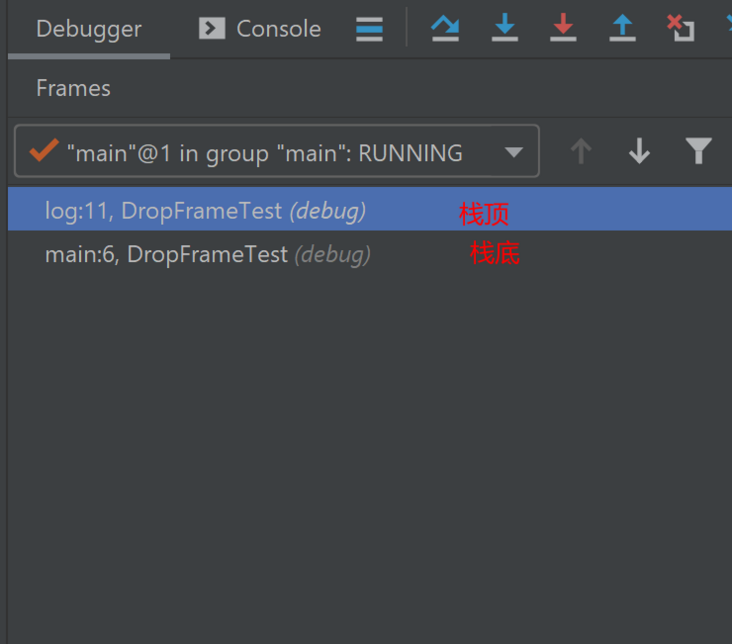 Debugger Console
Frames
"main"@1 in group "main": RUNNING
log:11, DropFrameTest (debug) 栈顶
main:6, DropFrameTest (debug) 栈底